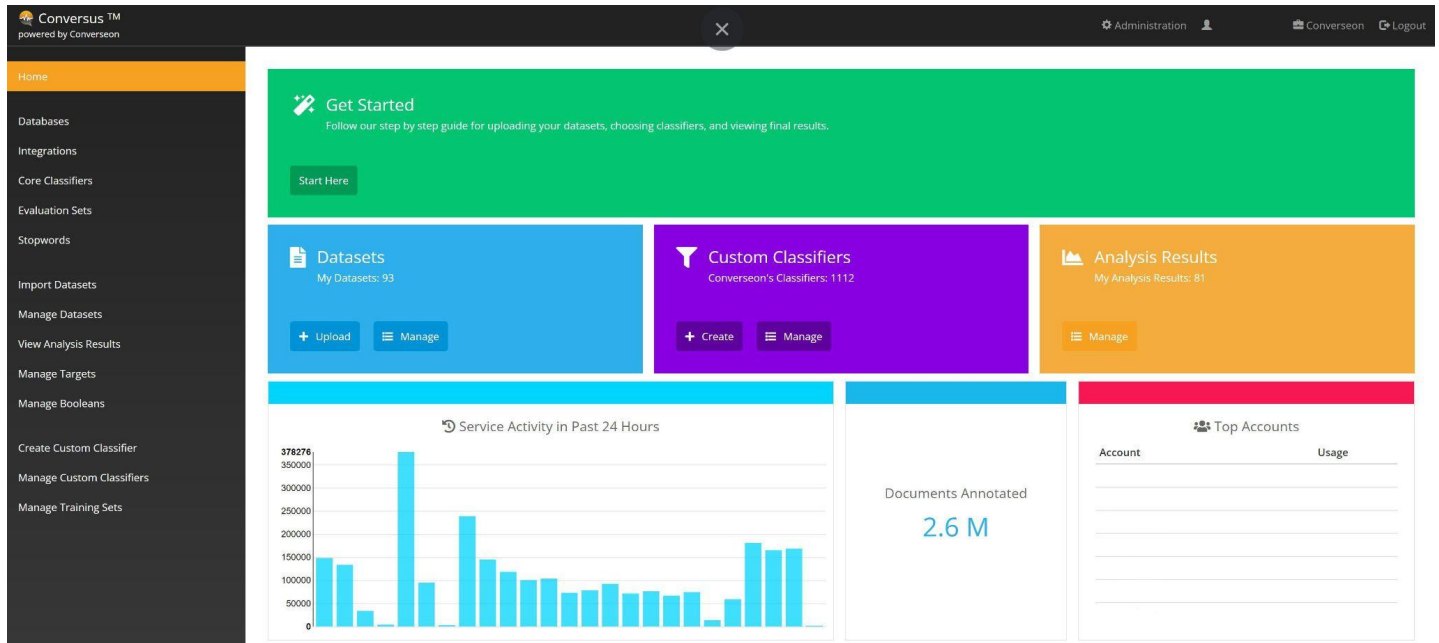 Conversus TM
powered by Converseon
Administration
Converseon
Logout
Home
Databases
Integrations
Core Classifiers
Evaluation Sets
Stopwords
Import Datasets
Manage Datasets
View Analysis Results
Manage Targets
Manage Booleans
Create Custom Classifier
Manage Custom Classifiers
Manage Training Sets
Get Started
Follow our step by step guide for uploading your datasets, choosing classifiers, and viewing final results.
Start Here
Datasets
My Datasets: 93
+ Upload
Manage
Custom Classifiers
Converseon's Classifiers: 1112
+ Create
Manage
Analysis Results
My Analysis Results: 81
Manage
Service Activity in Past 24 Hours
378276
350000
300000
250000
200000
150000
100000
50000
0
Documents Annotated
2.6 M
Top Accounts
Account Usage